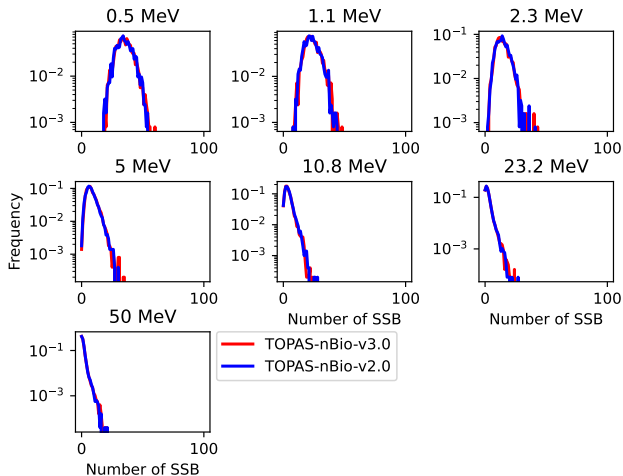 0.5 MeV
1.1 MeV
2.3 MeV
10⁻²
10⁻³
0
100
10⁻²
10⁻³
0
100
10⁻¹
10⁻²
10⁻³
0
100
5 MeV
10.8 MeV
23.2 MeV
Frequency
10⁻¹
10⁻²
10⁻³
0
100
10⁻¹
10⁻²
10⁻³
0
100
Number of SSB
10⁻¹
10⁻³
0
100
Number of SSB
50 MeV
10⁻¹
10⁻³
0
100
Number of SSB
TOPAS-nBio-v3.0
TOPAS-nBio-v2.0